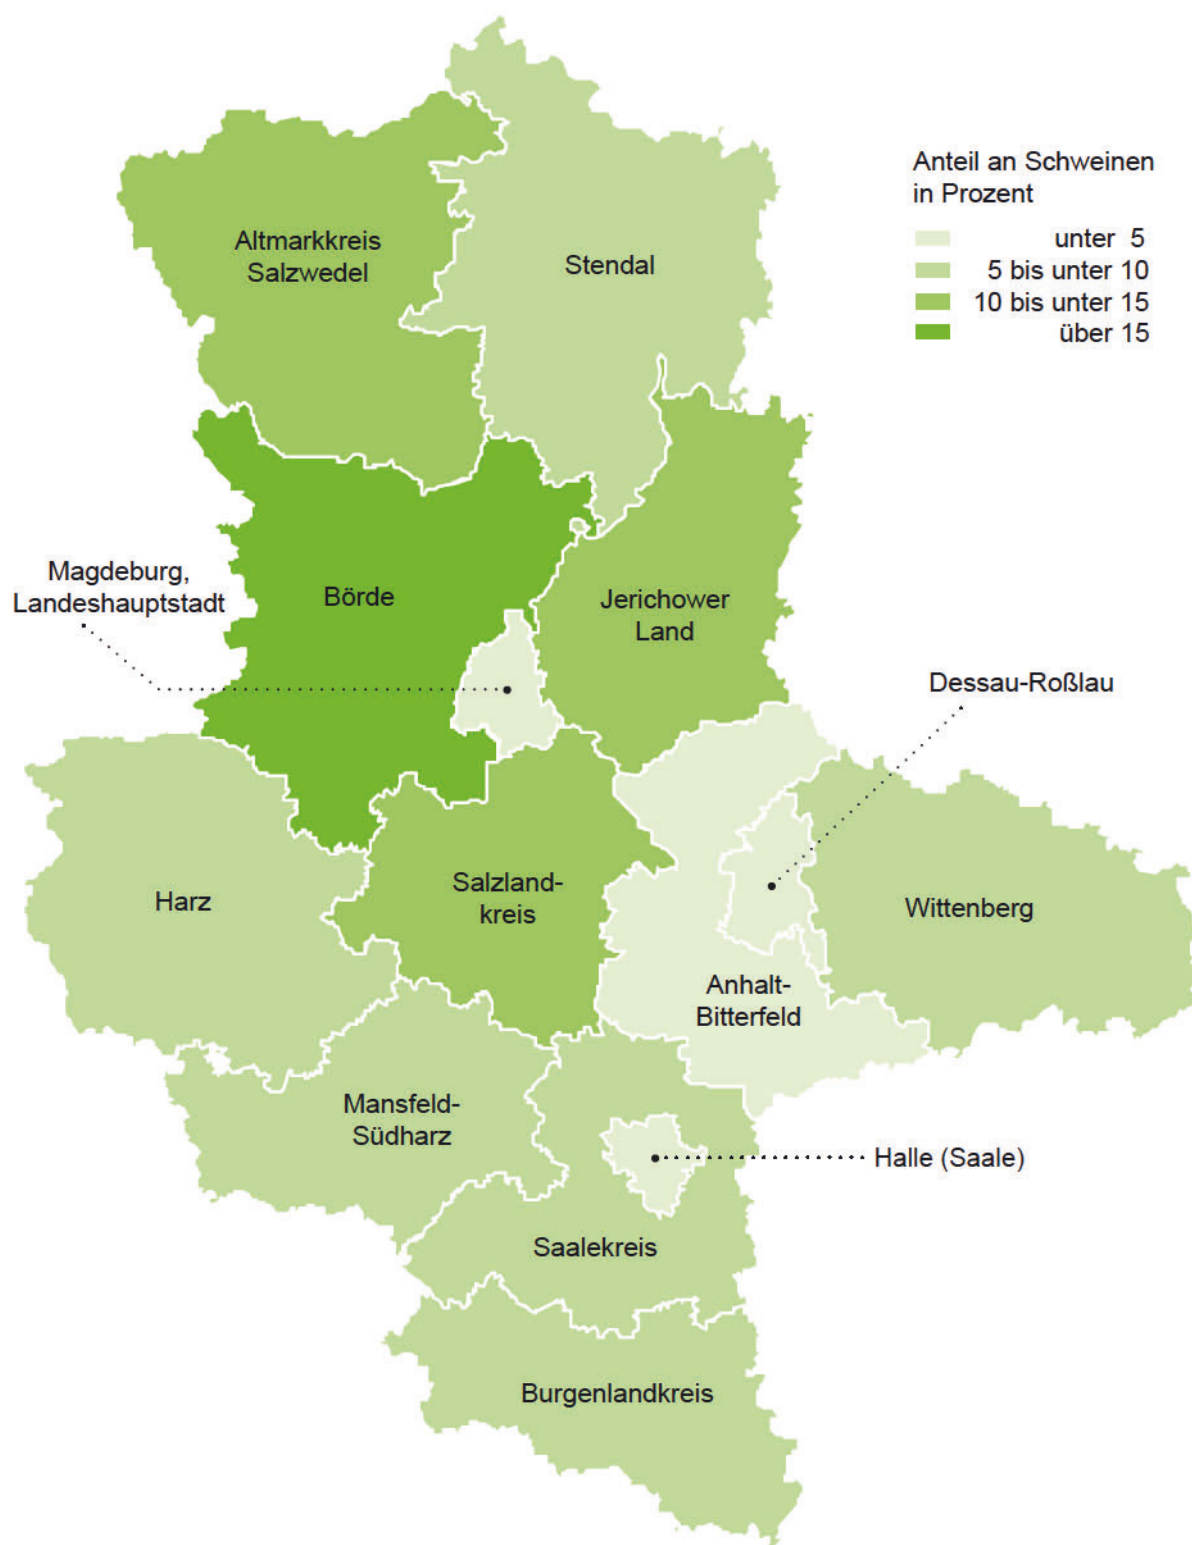 Anteil an Schweinen
in Prozent
unter 5
5 bis unter 10
10 bis unter 15
über 15
Altmarkkreis
Salzwedel
Stendal
Magdeburg,
Landeshauptstadt
Börde
Jerichower
Land
Dessau-Roßlau
Harz
Salzland-
kreis
Wittenberg
Anhalt-
Bitterfeld
Mansfeld-
Südharz
Halle (Saale)
Saalekreis
Burgenlandkreis